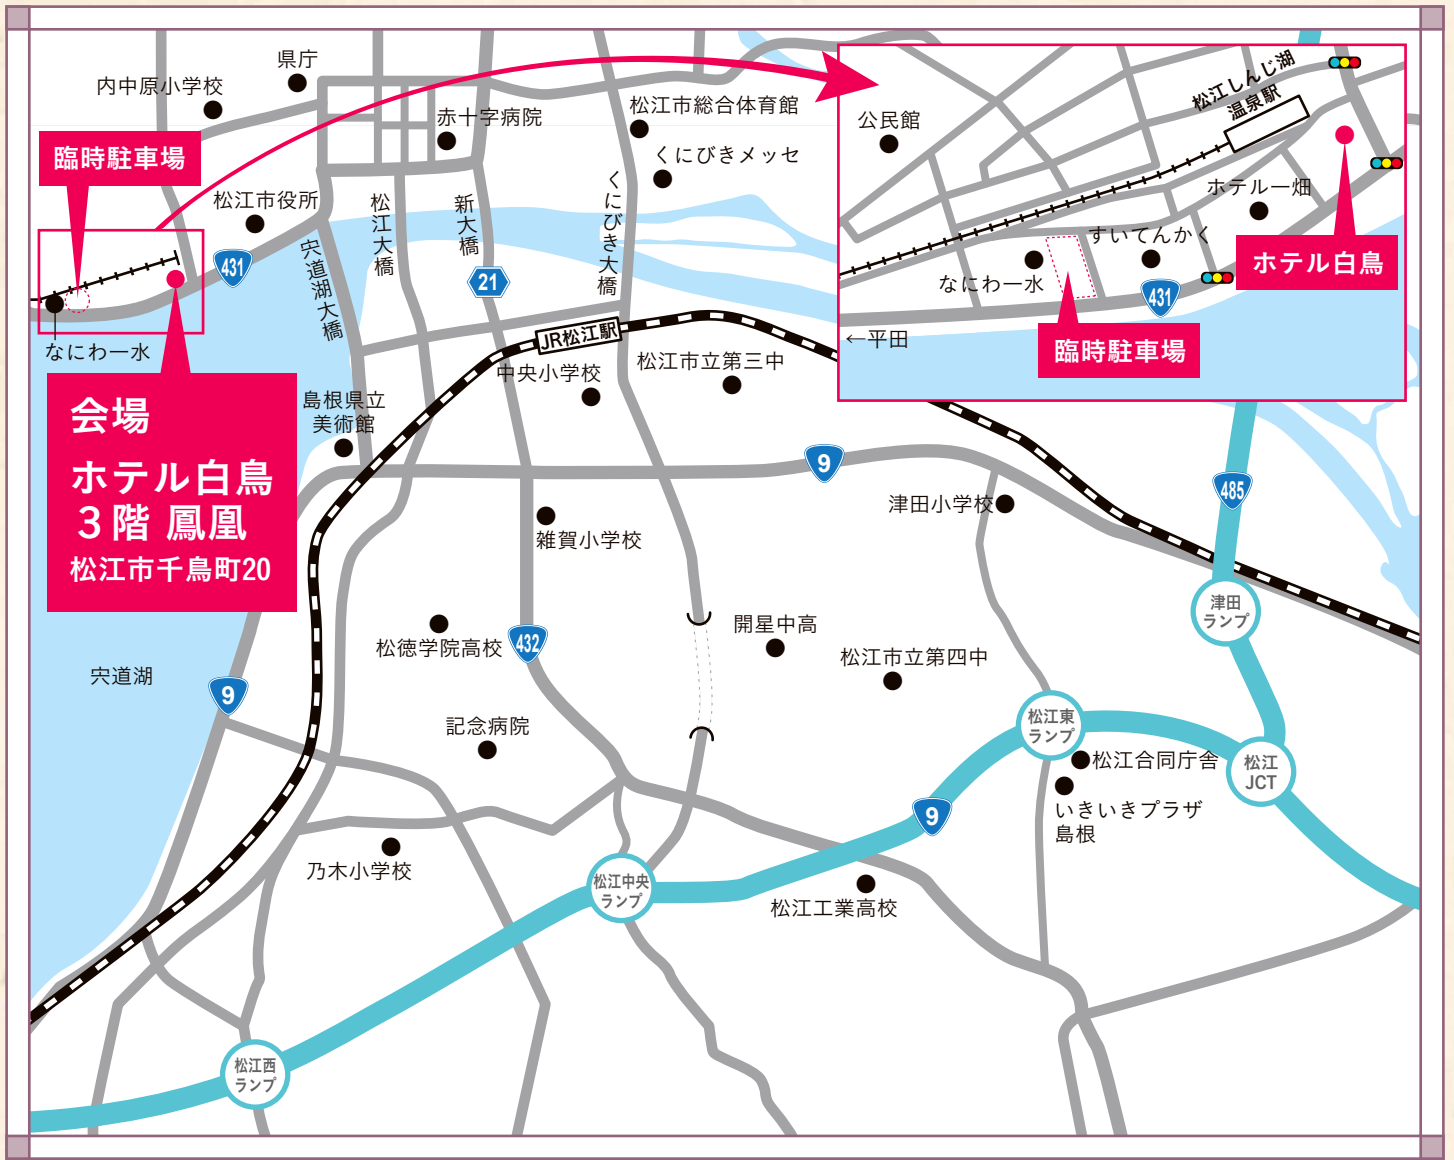 県庁
内中原小学校
赤十字病院
松江市総合体育館
くにびきメッセ
臨時駐車場
松江市役所
431
宍道湖大橋
松江大橋
新大橋
くにびき大橋
21
なにわ一水
JR松江駅
中央小学校
松江市立第三中
島根県立
美術館
会場
ホテル白鳥
3階 鳳凰
松江市千鳥町20
公民館
松江しんじ湖
温泉駅
ホテル一畑
すいてんかく
なにわ一水
ホテル白鳥
431
臨時駐車場
←平田
9
津田小学校
485
雑賀小学校
津田
ランプ
松徳学院高校
432
開星中高
松江市立第四中
宍道湖
9
記念病院
松江東
ランプ
松江合同庁舎
松江
JCT
いきいきプラザ
島根
9
乃木小学校
松江中央
ランプ
松江工業高校
松江西
ランプ